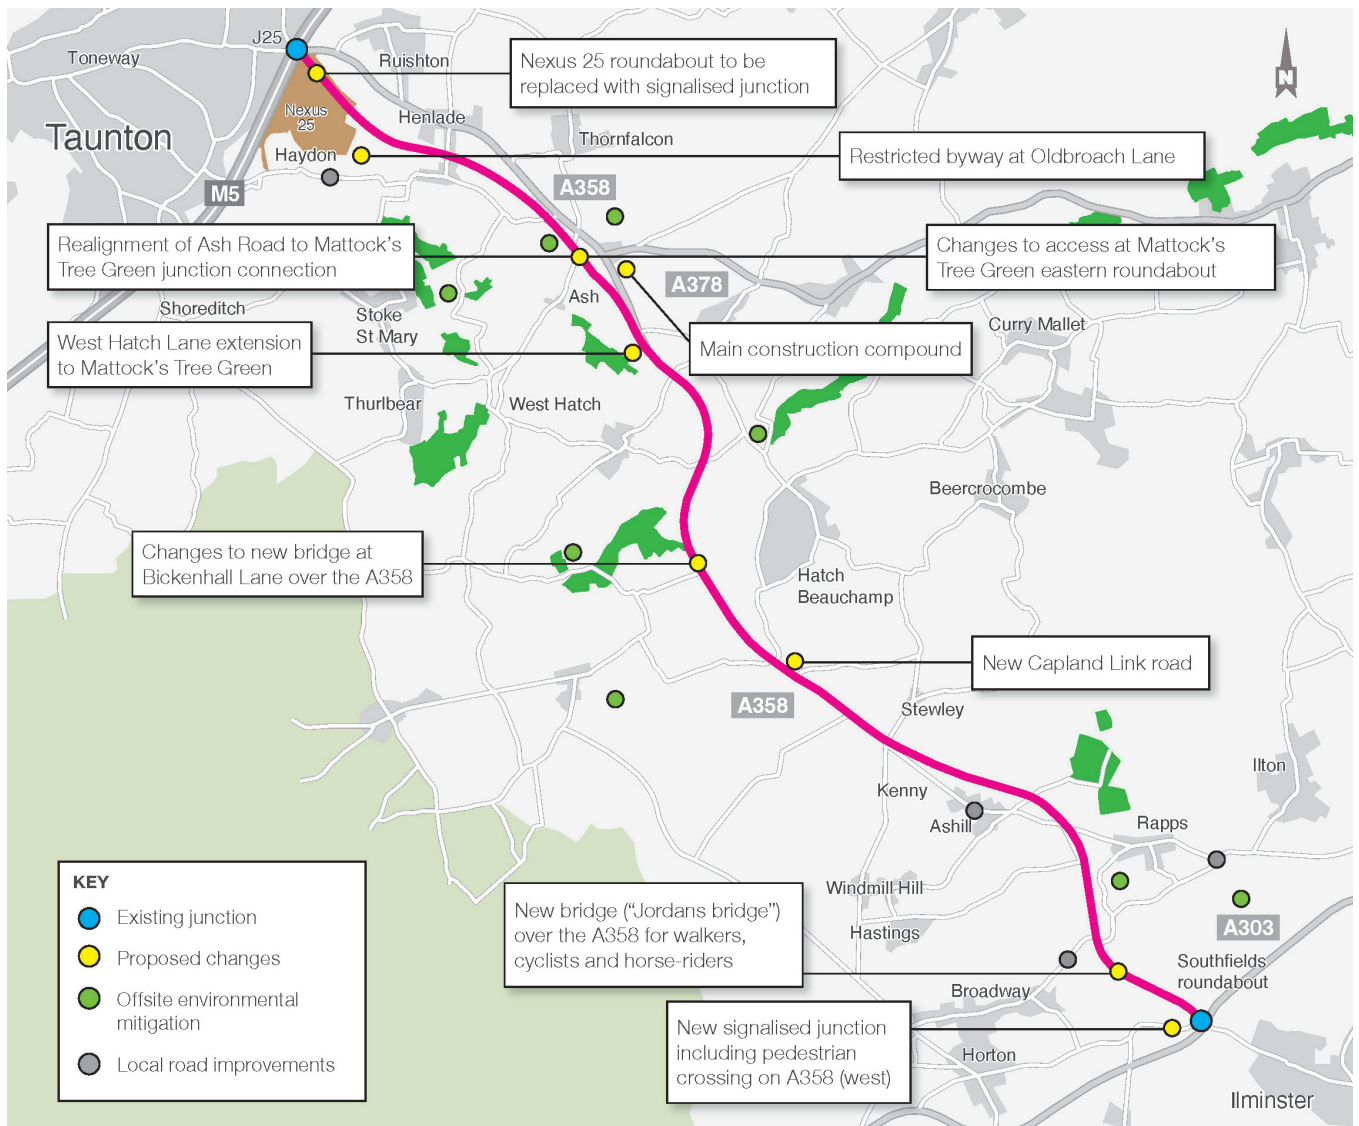 J25
Toneway
Ruishton
Nexus 25 roundabout to be
replaced with signalised junction
N
Nexus
25
Henlade
Taunton
Thornfalcon
Haydon
Restricted byway at Oldbroach Lane
M5
A358
Realignment of Ash Road to Mattock's
Tree Green junction connection
Changes to access at Mattock's
Tree Green eastern roundabout
A378
Ash
Shoreditch
Stoke
St Mary
Curry Mallet
West Hatch Lane extension
to Mattock's Tree Green
Main construction compound
Thurlbear
West Hatch
Beercrocombe
Changes to new bridge at
Bickenhall Lane over the A358
Hatch
Beauchamp
New Capland Link road
A358
Stewley
Ilton
Kenny
Ashill
Rapps
KEY
Existing junction
Proposed changes
Offsite environmental
mitigation
Local road improvements
Windmill Hill
Hastings
New bridge ("Jordans bridge")
over the A358 for walkers,
cyclists and horse-riders
A303
Southfields
roundabout
Broadway
New signalised junction
including pedestrian
crossing on A358 (west)
Horton
Ilminster